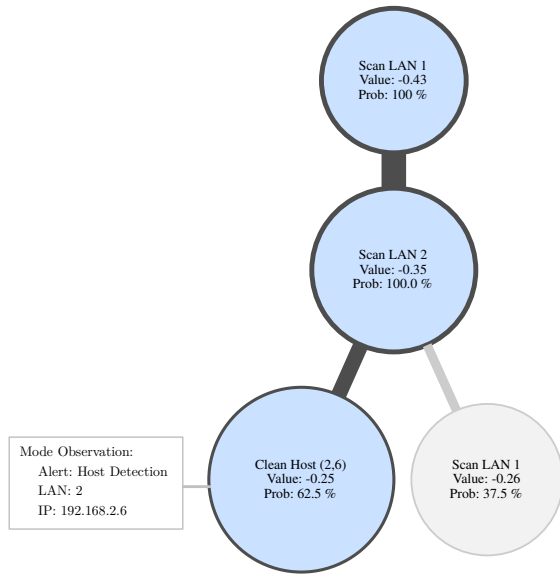 Scan LAN 1
Value: -0.43
Prob: 100 %
Scan LAN 2
Value: -0.35
Prob: 100.0 %
Mode Observation:
Alert: Host Detection
LAN: 2
IP: 192.168.2.6
Clean Host (2,6)
Value: -0.25
Prob: 62.5 %
Scan LAN 1
Value: -0.26
Prob: 37.5 %